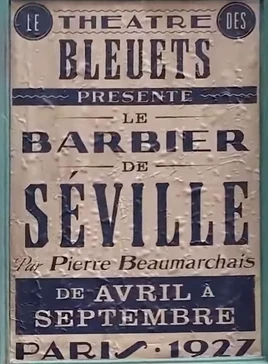 LE THEATRE DES
BLEUETS
PRESENTE
LE
BARBIER
DE
SÉVILLE
Par Pierre Beaumarchais
DE AVRIL À
SEPTEMBRE
PARIS · 1927